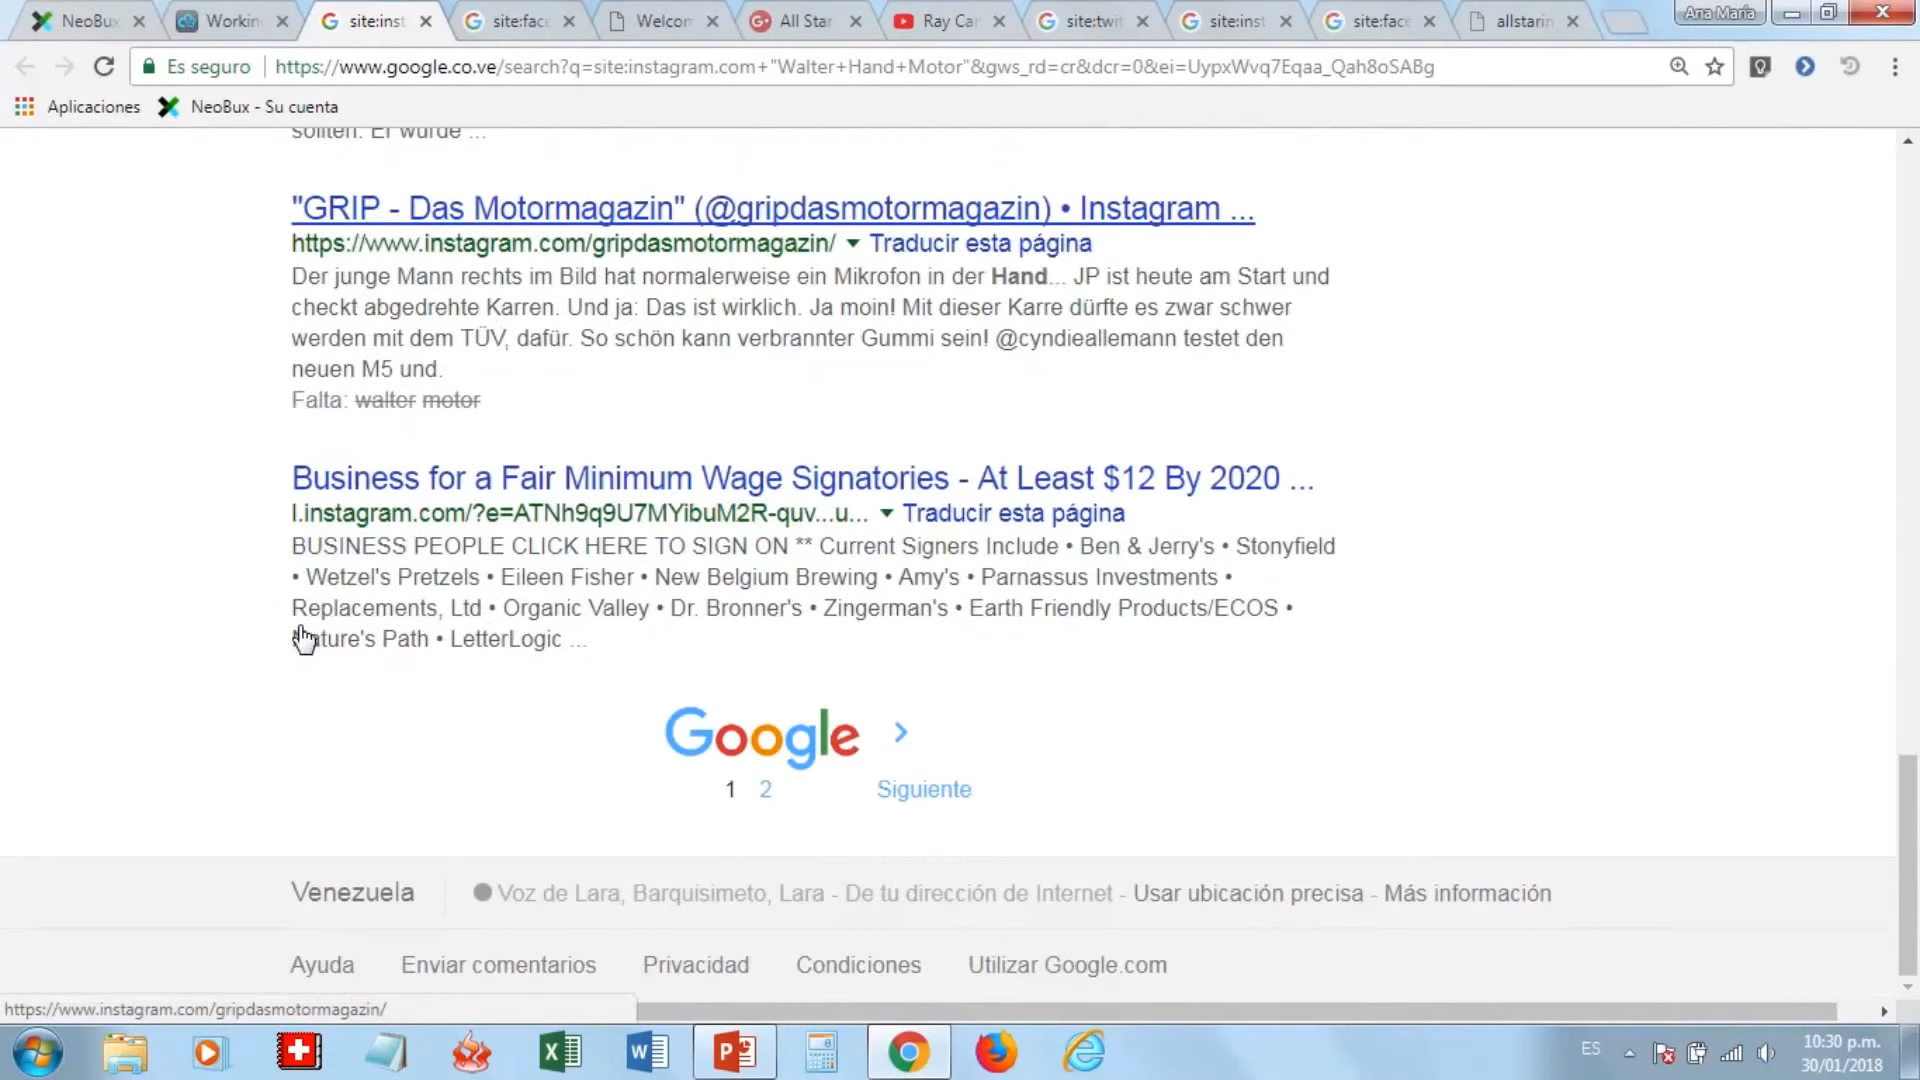 NeoBux
Workin
site:inst
site:face
Welcom
All Star
Ray Car
site:twit
site:inst
site:face
allstarin
Ana María
Es seguro
https://www.google.co.ve/search?q=site:instagram.com+"Walter+Hand+Motor"&gws_rd=cr&dcr=0&ei=UypxWvq7Eqaa_Qah8oSABg
Aplicaciones
NeoBux - Su cuenta
sollten. Er wurde ...
"GRIP - Das Motormagazin" (@gripdasmotormagazin) • Instagram ...
https://www.instagram.com/gripdasmotormagazin/ Traducir esta página
Der junge Mann rechts im Bild hat normalerweise ein Mikrofon in der Hand... JP ist heute am Start und
checkt abgedrehte Karren. Und ja: Das ist wirklich. Ja moin! Mit dieser Karre dürfte es zwar schwer
werden mit dem TÜV, dafür. So schön kann verbrannter Gummi sein! @cyndieallemann testet den
neuen M5 und.
Falta: walter motor
Business for a Fair Minimum Wage Signatories - At Least $12 By 2020 ...
l.instagram.com/?e=ATNh9q9U7MYibuM2R-quv...u... Traducir esta página
BUSINESS PEOPLE CLICK HERE TO SIGN ON ** Current Signers Include • Ben & Jerry's • Stonyfield
• Wetzel's Pretzels • Eileen Fisher • New Belgium Brewing • Amy's • Parnassus Investments •
Replacements, Ltd • Organic Valley • Dr. Bronner's • Zingerman's • Earth Friendly Products/ECOS •
Nature's Path • LetterLogic ...
Google
1 2 Siguiente
Venezuela
Voz de Lara, Barquisimeto, Lara - De tu dirección de Internet - Usar ubicación precisa - Más información
Ayuda Enviar comentarios Privacidad Condiciones Utilizar Google.com
https://www.instagram.com/gripdasmotormagazin/
ES
10:30 p.m.
30/01/2018